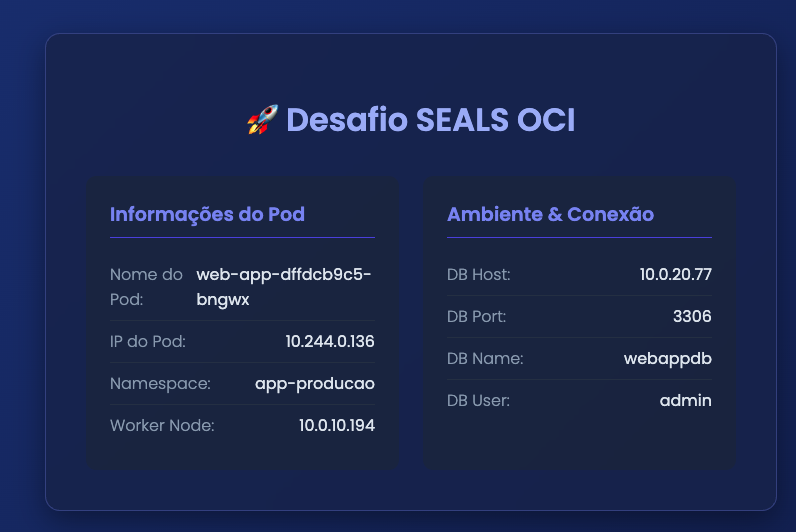 🚀 Desafio SEALS OCI
Informações do Pod
Nome do Pod: web-app-dffdcb9c5-bngwx
IP do Pod: 10.244.0.136
Namespace: app-producao
Worker Node: 10.0.10.194
Ambiente & Conexão
DB Host: 10.0.20.77
DB Port: 3306
DB Name: webappdb
DB User: admin